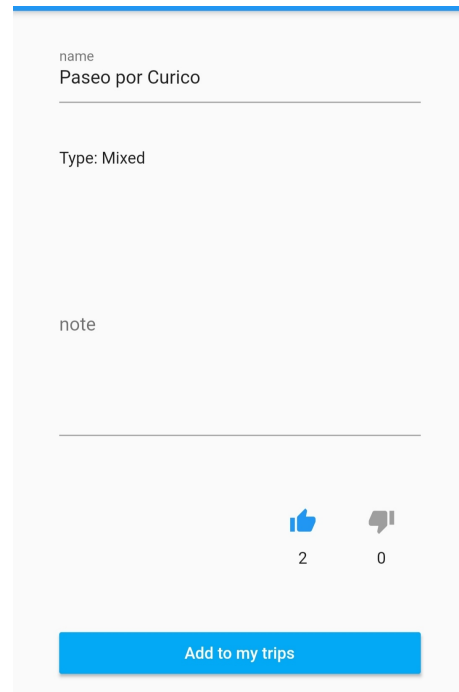 name
Paseo por Curico
Type: Mixed
note
2 0
Add to my trips